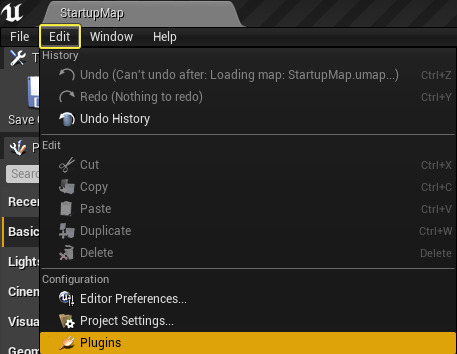 StartupMap
File Edit Window Help
History
Undo (Can't undo after: Loading map: StartupMap.umap...) Ctrl+Z
Redo (Nothing to redo) Ctrl+Y
Undo History
Save
Edit
Cut Ctrl+X
Sear
Copy Ctrl+C
Recen
Paste Ctrl+V
Basic
Duplicate Ctrl+W
Delete Delete
Lights
Configuration
Cinem
Editor Preferences...
Visua
Project Settings...
Geom
Plugins